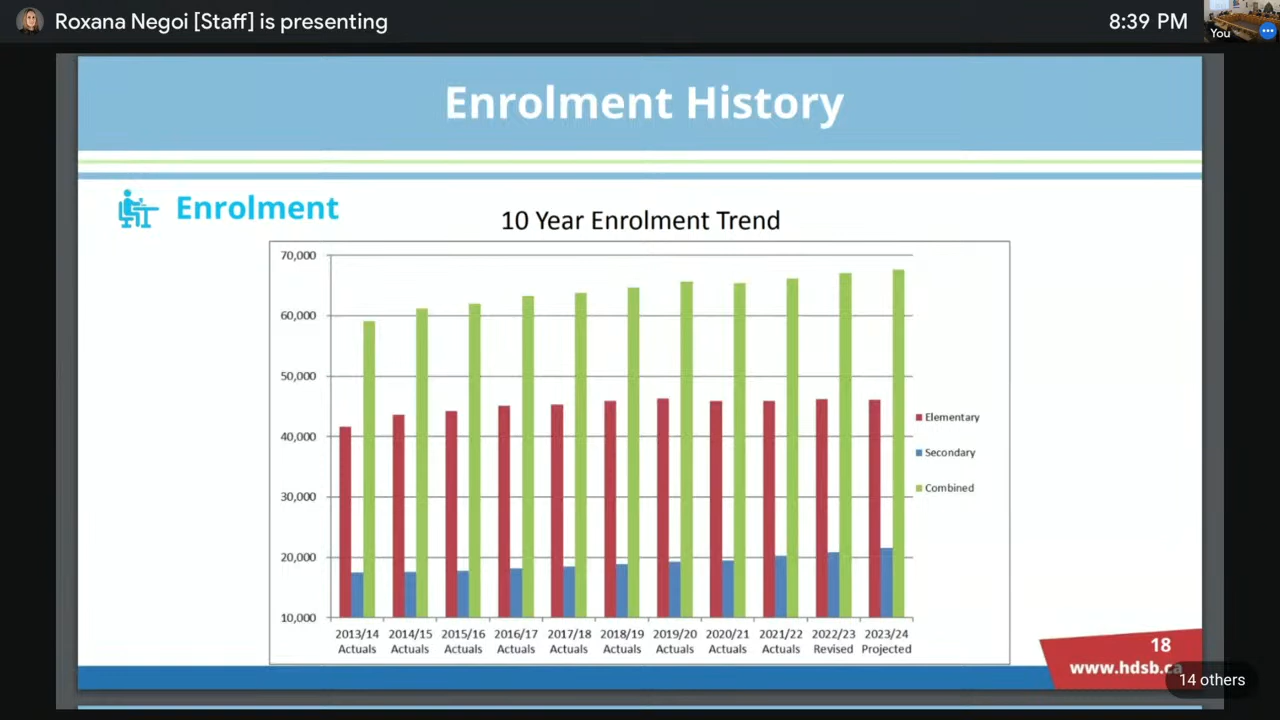 Roxana Negoi [Staff] is presenting
8:39 PM
You
Enrolment History
Enrolment
10 Year Enrolment Trend
70,000
60,000
50,000
40,000
30,000
20,000
10,000
Elementary
Secondary
Combined
2013/14 2014/15 2015/16 2016/17 2017/18 2018/19 2019/20 2020/21 2021/22 2022/23 2023/24
Actuals Actuals Actuals Actuals Actuals Actuals Actuals Actuals Actuals Revised Projected
18
www.hdsb.ca
14 others